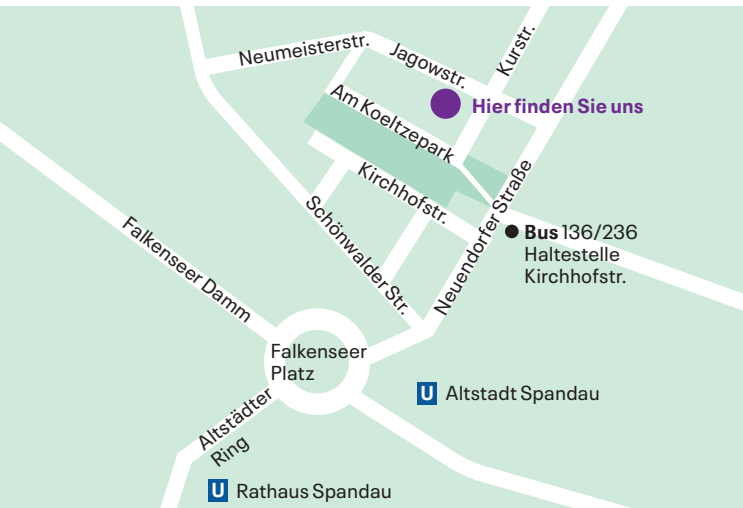 Neumeisterstr.
Jagowstr.
Kurstr.
Hier finden Sie uns
Am Koeltzepark
Kirchhofstr.
Schönwalder Str.
Neuendorfer Straße
Bus 136/236
Haltestelle
Kirchhofstr.
Falkenseer Damm
Falkenseer
Platz
U Altstadt Spandau
Altstädter
Ring
U Rathaus Spandau